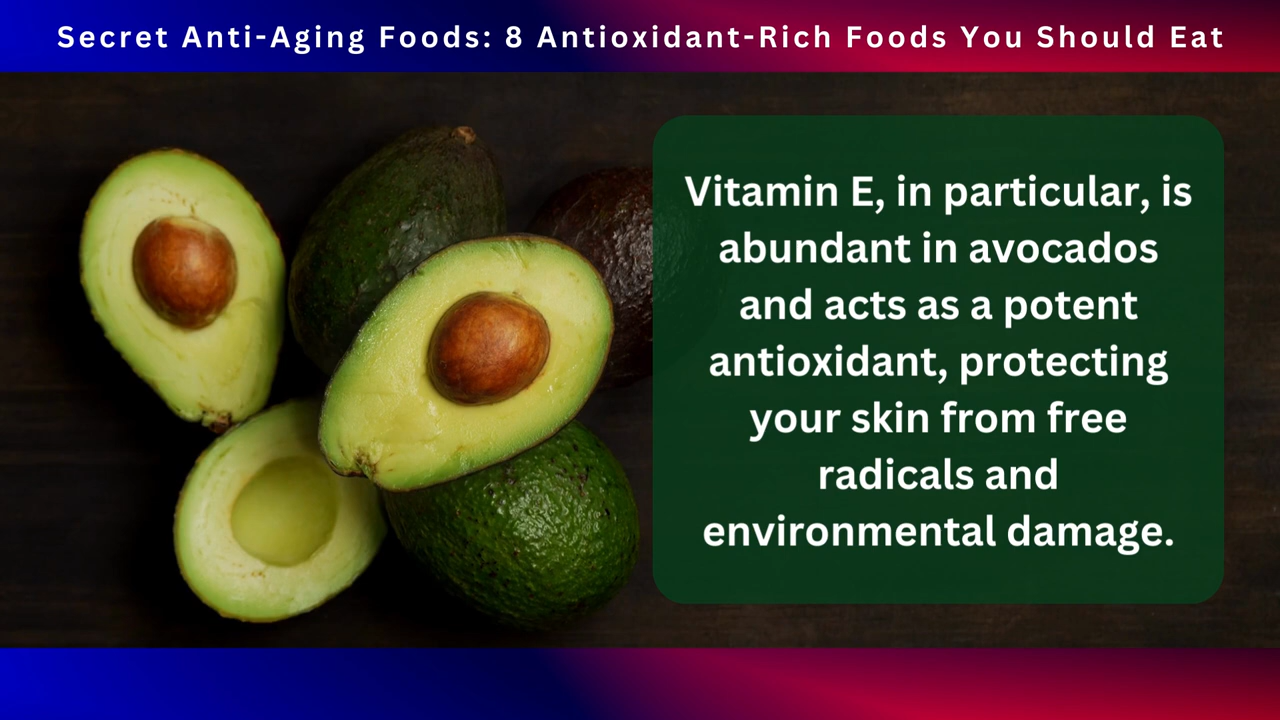 Secret Anti-Aging Foods: 8 Antioxidant-Rich Foods You Should Eat
Vitamin E, in particular, is
abundant in avocados
and acts as a potent
antioxidant, protecting
your skin from free
radicals and
environmental damage.